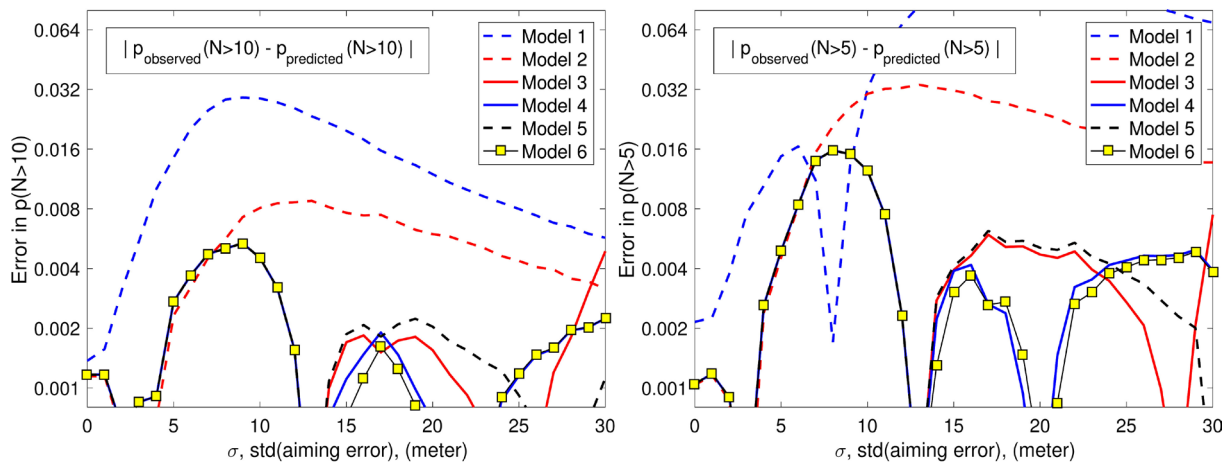 | p_observed(N>10) - p_predicted(N>10) |
Model 1
Model 2
Model 3
Model 4
Model 5
Model 6
Error in p(N>10)
0.064
0.032
0.016
0.008
0.004
0.002
0.001
0 5 10 15 20 25 30
σ, std(aiming error), (meter)
| p_observed(N>5) - p_predicted(N>5) |
Model 1
Model 2
Model 3
Model 4
Model 5
Model 6
Error in p(N>5)
0.064
0.032
0.016
0.008
0.004
0.002
0.001
0 5 10 15 20 25 30
σ, std(aiming error), (meter)